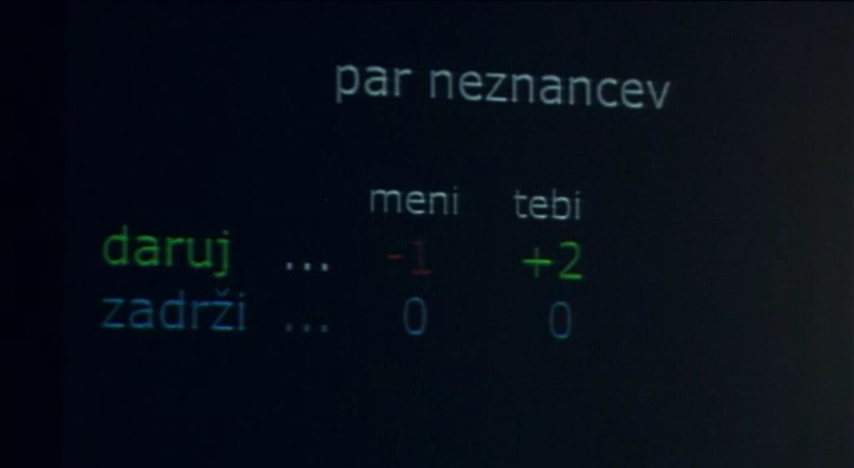 par neznancev
meni tebi
daruj ... -1 +2
zadrži ... 0 0